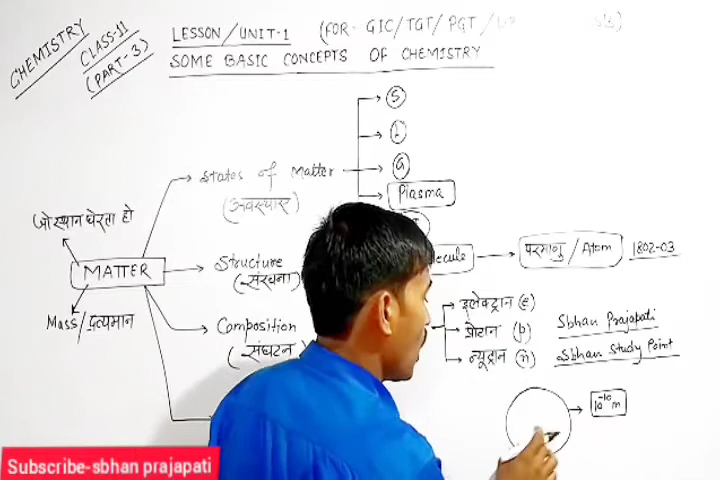 CHEMISTRY
CLASS-11
(PART-3)
LESSON/UNIT-1 (FOR- GIC/TGT/PGT/
SOME BASIC CONCEPTS OF CHEMISTRY
S
L
G
Plasma
States of Matter
(अवस्थाएं)
जो स्थान घेरता हो
MATTER
Mass/द्रव्यमान
Structure
(संरचना)
परमाणु/Atom 1802-03
Composition
(संघटन)
इलेक्ट्रान (e)
प्रोटान (p)
न्यूट्रान (n)
Sbhan Prajapati
Sbhan Study Point
10⁻¹⁰m
Subscribe-sbhan prajapati